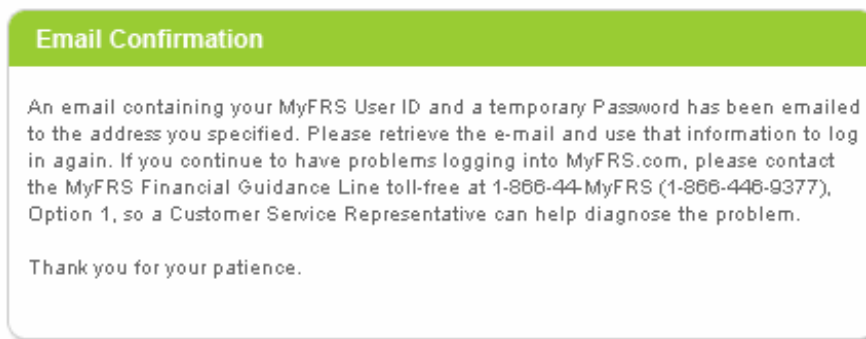 Email Confirmation
An email containing your MyFRS User ID and a temporary Password has been emailed
to the address you specified. Please retrieve the e-mail and use that information to log
in again. If you continue to have problems logging into MyFRS.com, please contact
the MyFRS Financial Guidance Line toll-free at 1-866-44-MyFRS (1-866-446-9377),
Option 1, so a Customer Service Representative can help diagnose the problem.
Thank you for your patience.